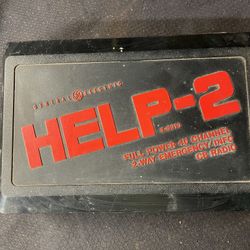 GENERAL ELECTRIC
HELP-2
FULL POWER 40 CHANNEL
2-WAY EMERGENCY INFO
CB RADIO